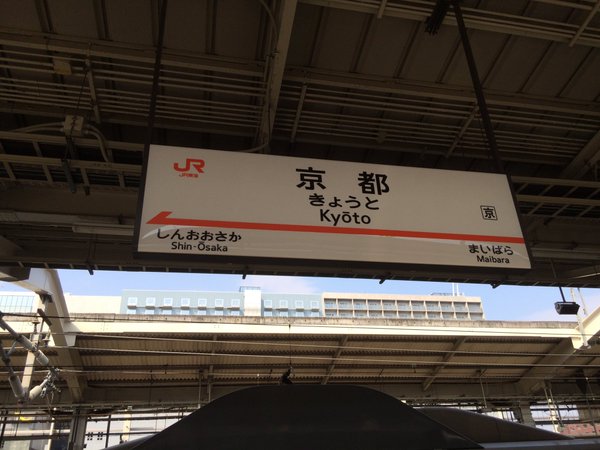 JR
JR東海
京都
きょうと
Kyōto
京
しんおおさか
Shin-Ōsaka
まいばら
Maibara